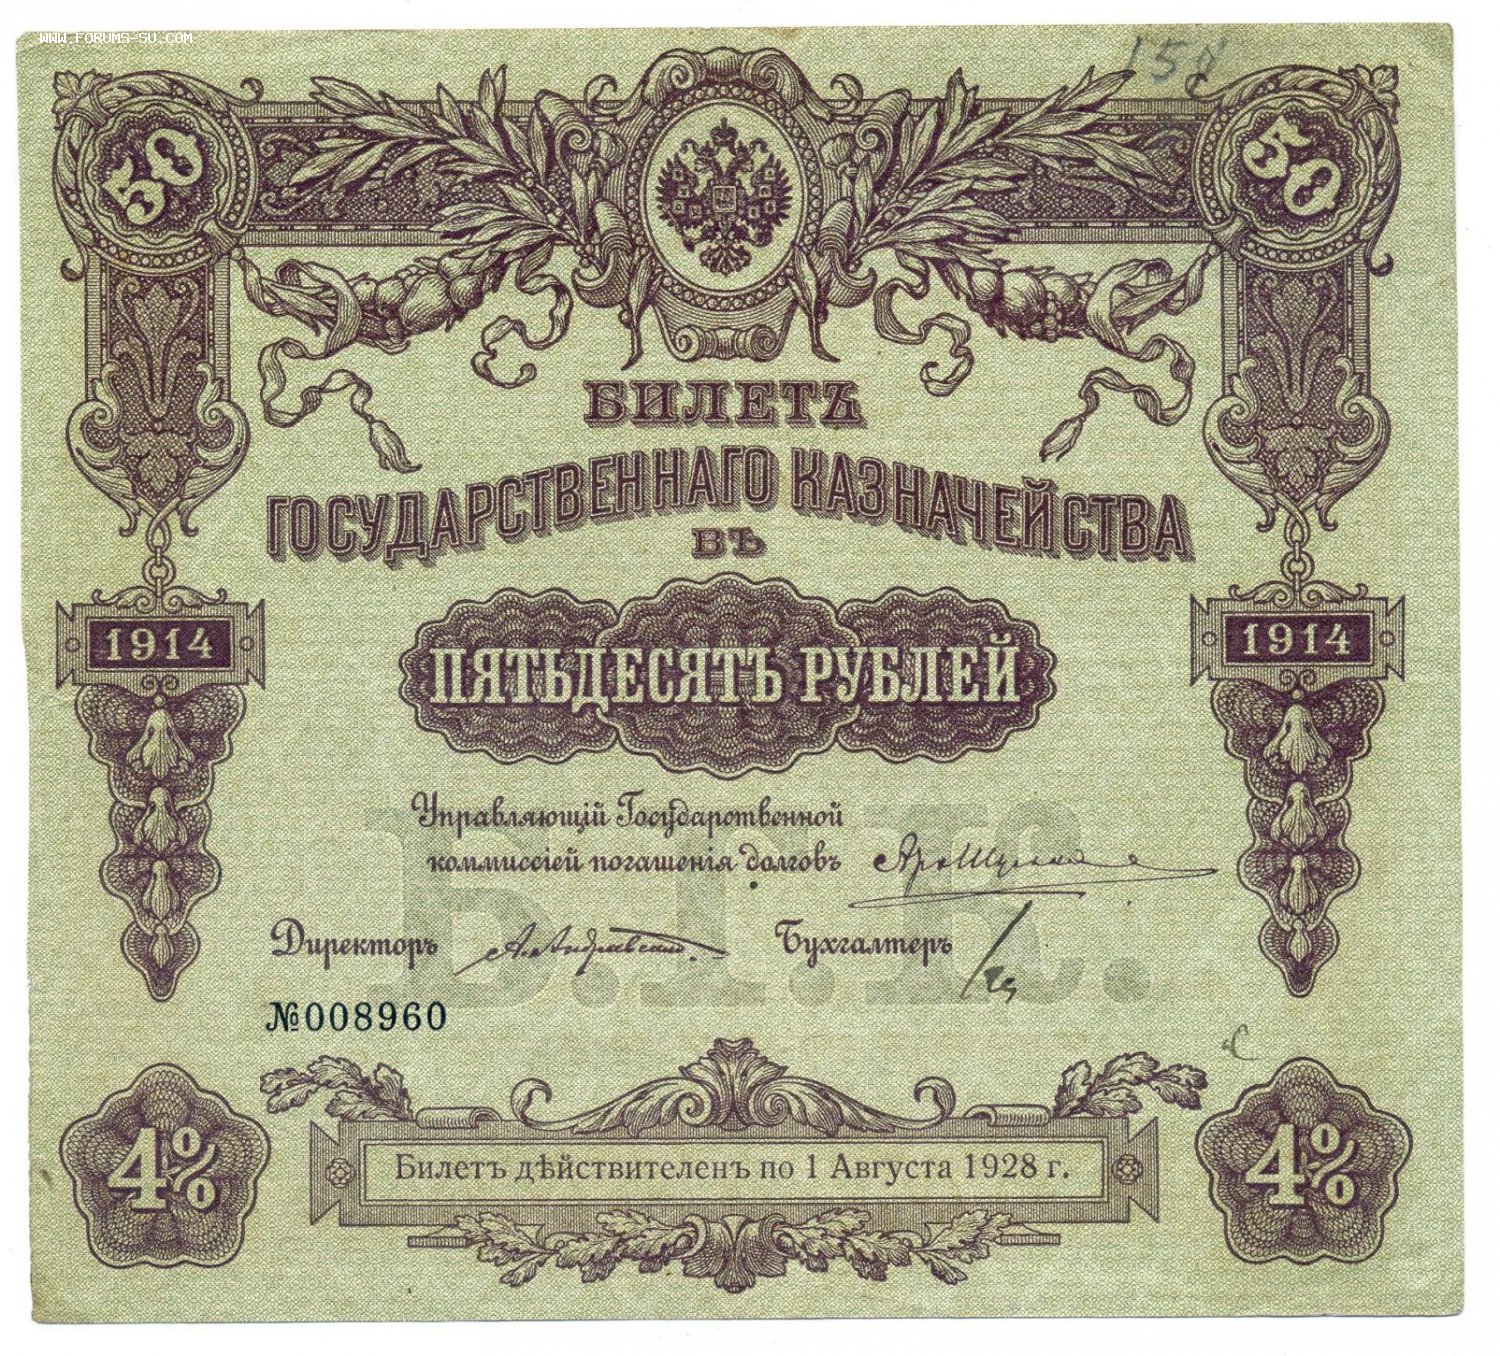 WWW.FORUMS-SU.COM
50
50
БИЛЕТЪ
ГОСУДАРСТВЕННАГО КАЗНАЧЕЙСТВА
ВЪ
1914
1914
ПЯТЬДЕСЯТЪ РУБЛЕЙ
Управляющій Государственной
коммиссіей погашенія долговъ
Директоръ
Бухгалтеръ
№008960
4%
Билетъ дѣйствителенъ по 1 Августа 1928 г.
4%